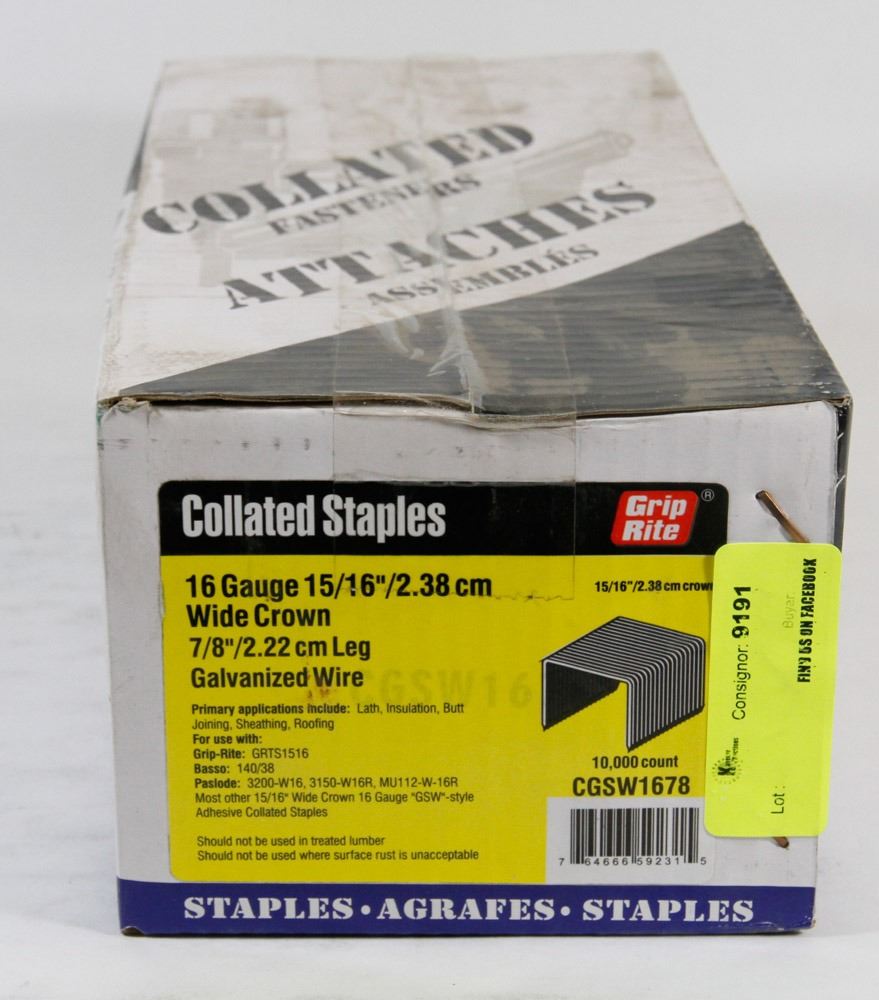 COLLATED
FASTENERS
ATTACHES
ASSEMBLÉS
Collated Staples
Grip
Rite
®
16 Gauge 15/16"/2.38 cm
Wide Crown
7/8"/2.22 cm Leg
Galvanized Wire
15/16"/2.38 cm crown
CGSW16
Primary applications include: Lath, Insulation, Butt
Joining, Sheathing, Roofing
For use with:
Grip-Rite: GRTS1516
Basso: 140/38
Paslode: 3200-W16, 3150-W16R, MU112-W-16R
Most other 15/16" Wide Crown 16 Gauge "GSW"-style
Adhesive Collated Staples
Should not be used in treated lumber
Should not be used where surface rust is unacceptable
10,000 count
CGSW1678
7 64666 59231 5
STAPLES • AGRAFES • STAPLES
Consignor: 9191
Buyer
FIND US ON FACEBOOK
Lot :